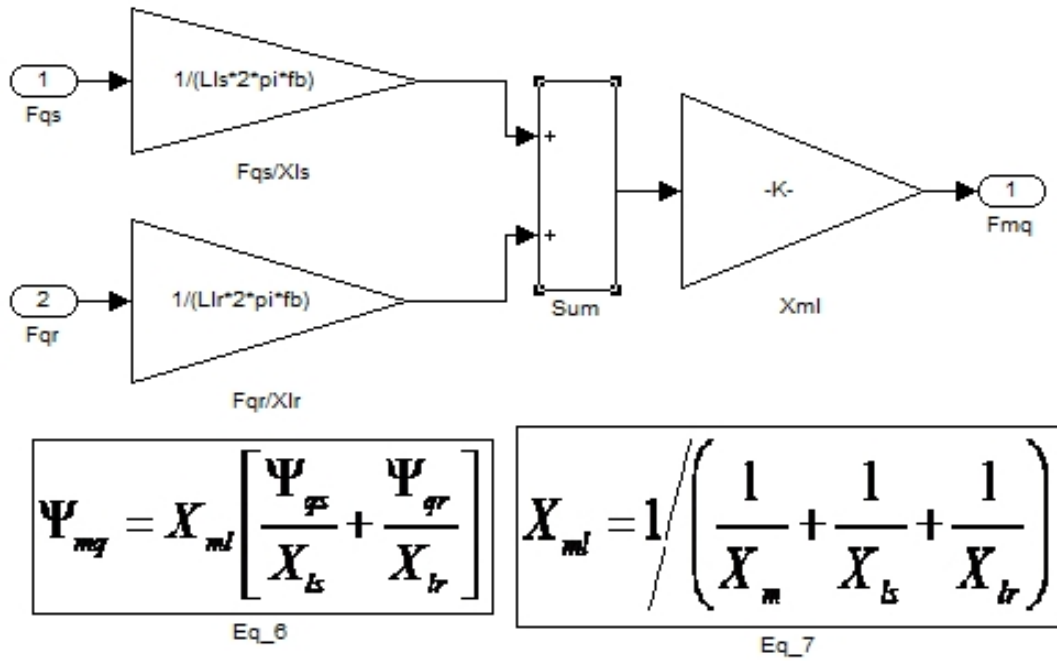 1
Fqs
1/(Lls*2*pi*fb)
Fqs/Xls
2
Fqr
1/(Llr*2*pi*fb)
Fqr/Xlr
+
+
Sum
-K-
Xml
1
Fmq
Ψmq = Xml [Ψqs/Xls + Ψqr/Xlr]
Eq_6
Xml = 1/(1/Xm + 1/Xls + 1/Xlr)
Eq_7